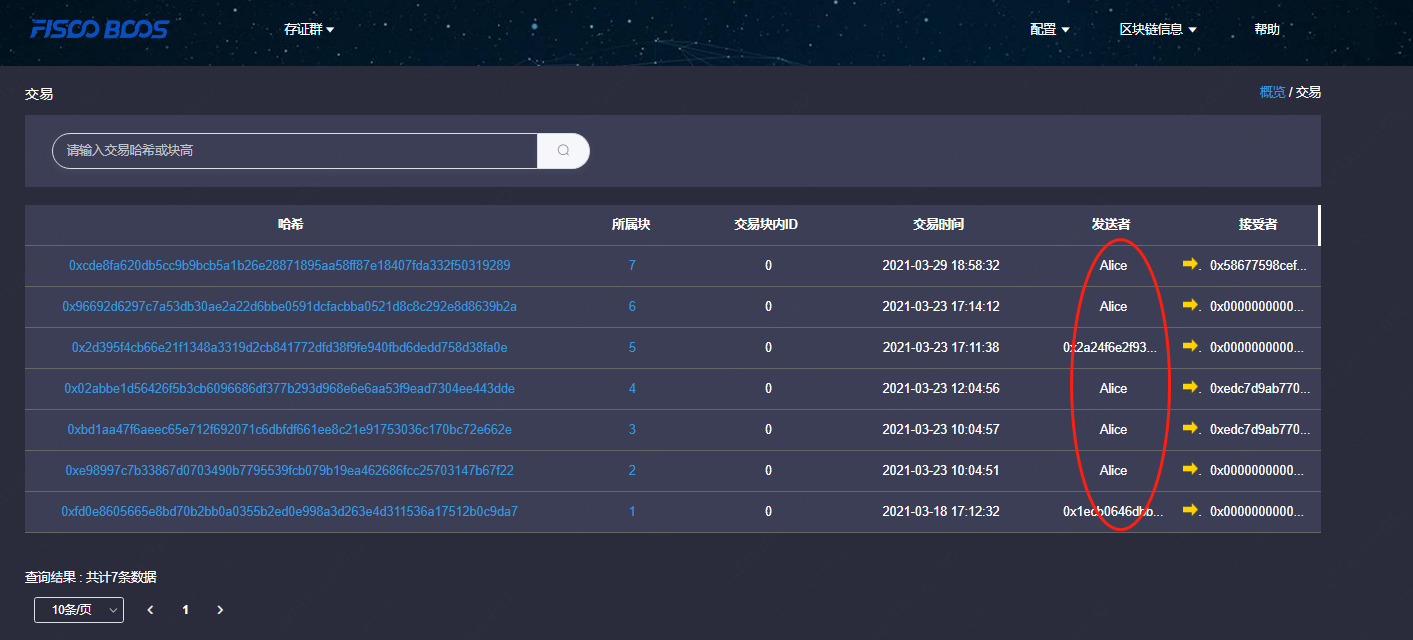 FISCO BCOS 存证群 配置 区块链信息 帮助
交易 概览 / 交易
请输入交易哈希或块高
哈希 所属块 交易块内ID 交易时间 发送者 接受者
0xcde8fa620db5cc9b9bcb5a1b26e28871895aa58ff87e18407fda332f50319289 7 0 2021-03-29 18:58:32 Alice 0x58677598cef...
0x96692d6297c7a53db30ae2a22d6bbe0591dcfacbba0521d8c8c292e8d8639b2a 6 0 2021-03-23 17:14:12 Alice 0x0000000000...
0x2d395f4cb66e21f1348a3319d2cb841772dfd38f9fe940fbd6dedd758d38fa0e 5 0 2021-03-23 17:11:38 0x2a24f6e2f93... 0x0000000000...
0x02abbe1d56426f5b3cb6096686df377b293d968e6e6aa53f9ead7304ee443dde 4 0 2021-03-23 12:04:56 Alice 0xedc7d9ab770...
0xbd1aa47f6aeec65e712f692071c6dbfdf661ee8c21e91753036c170bc72e662e 3 0 2021-03-23 10:04:57 Alice 0xedc7d9ab770...
0xe98997c7b33867d0703490b7795539fcb079b19ea462686fcc25703147b67f22 2 0 2021-03-23 10:04:51 Alice 0x0000000000...
0xfd0e8605665e8bd70b2bb0a0355b2ed0e998a3d263e4d311536a17512b0c9da7 1 0 2021-03-18 17:12:32 0x1ecb0646dbb... 0x0000000000...
查询结果 : 共计7条数据
10条/页 1